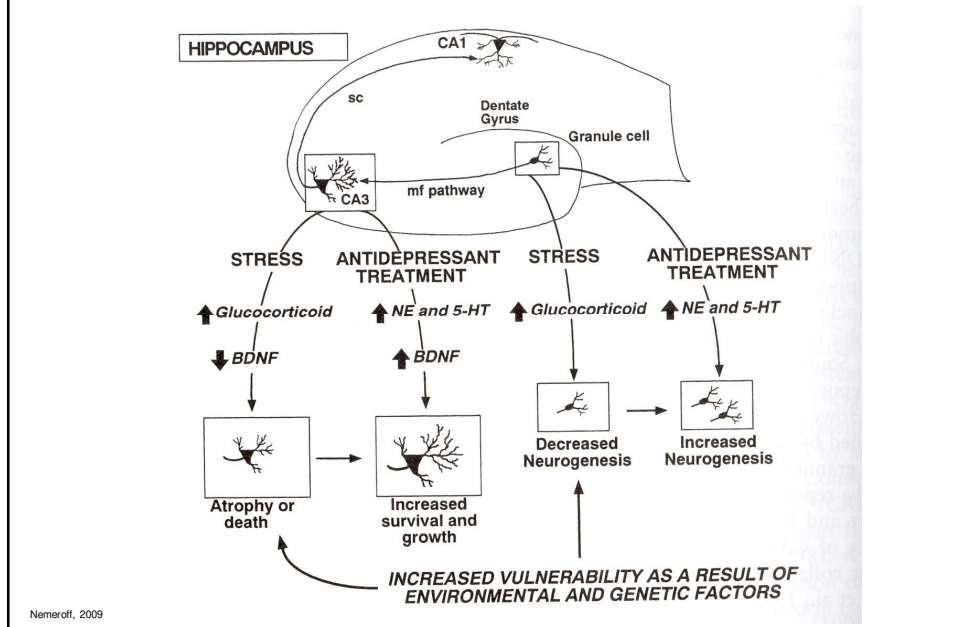 HIPPOCAMPUS
CA1
sc
Dentate
Gyrus
Granule cell
CA3
mf pathway
STRESS
ANTIDEPRESSANT
TREATMENT
STRESS
ANTIDEPRESSANT
TREATMENT
Glucocorticoid
NE and 5-HT
Glucocorticoid
NE and 5-HT
BDNF
BDNF
Atrophy or
death
Increased
survival and
growth
Decreased
Neurogenesis
Increased
Neurogenesis
INCREASED VULNERABILITY AS A RESULT OF
ENVIRONMENTAL AND GENETIC FACTORS
Nemeroff, 2009